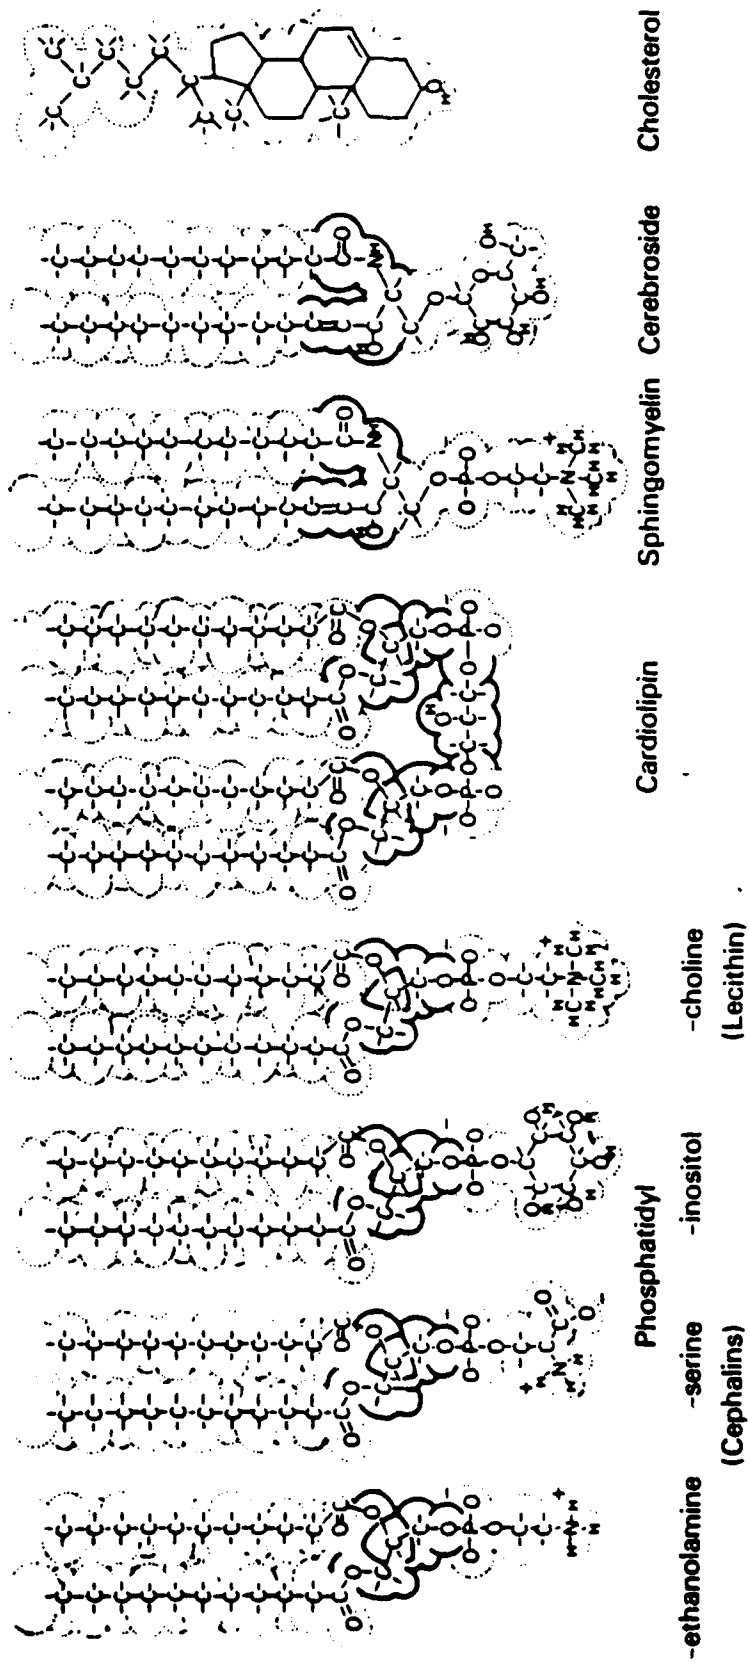 -ethanolamine
-serine
(Cephalins)
-inositol
-choline
(Lecithin)
Phosphatidyl
Cardiolipin
Sphingomyelin
Cerebroside
Cholesterol